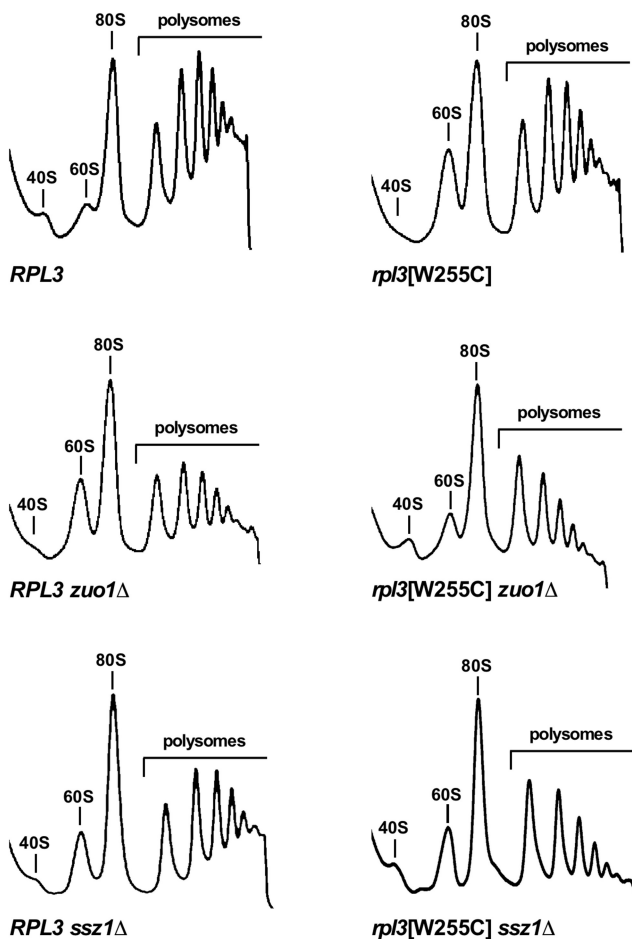 80S
polysomes
40S
60S
RPL3
80S
polysomes
60S
40S
rpl3[W255C]
80S
polysomes
60S
40S
RPL3 zuo1Δ
80S
polysomes
60S
40S
rpl3[W255C] zuo1Δ
80S
polysomes
60S
40S
RPL3 ssz1Δ
80S
polysomes
60S
40S
rpl3[W255C] ssz1Δ